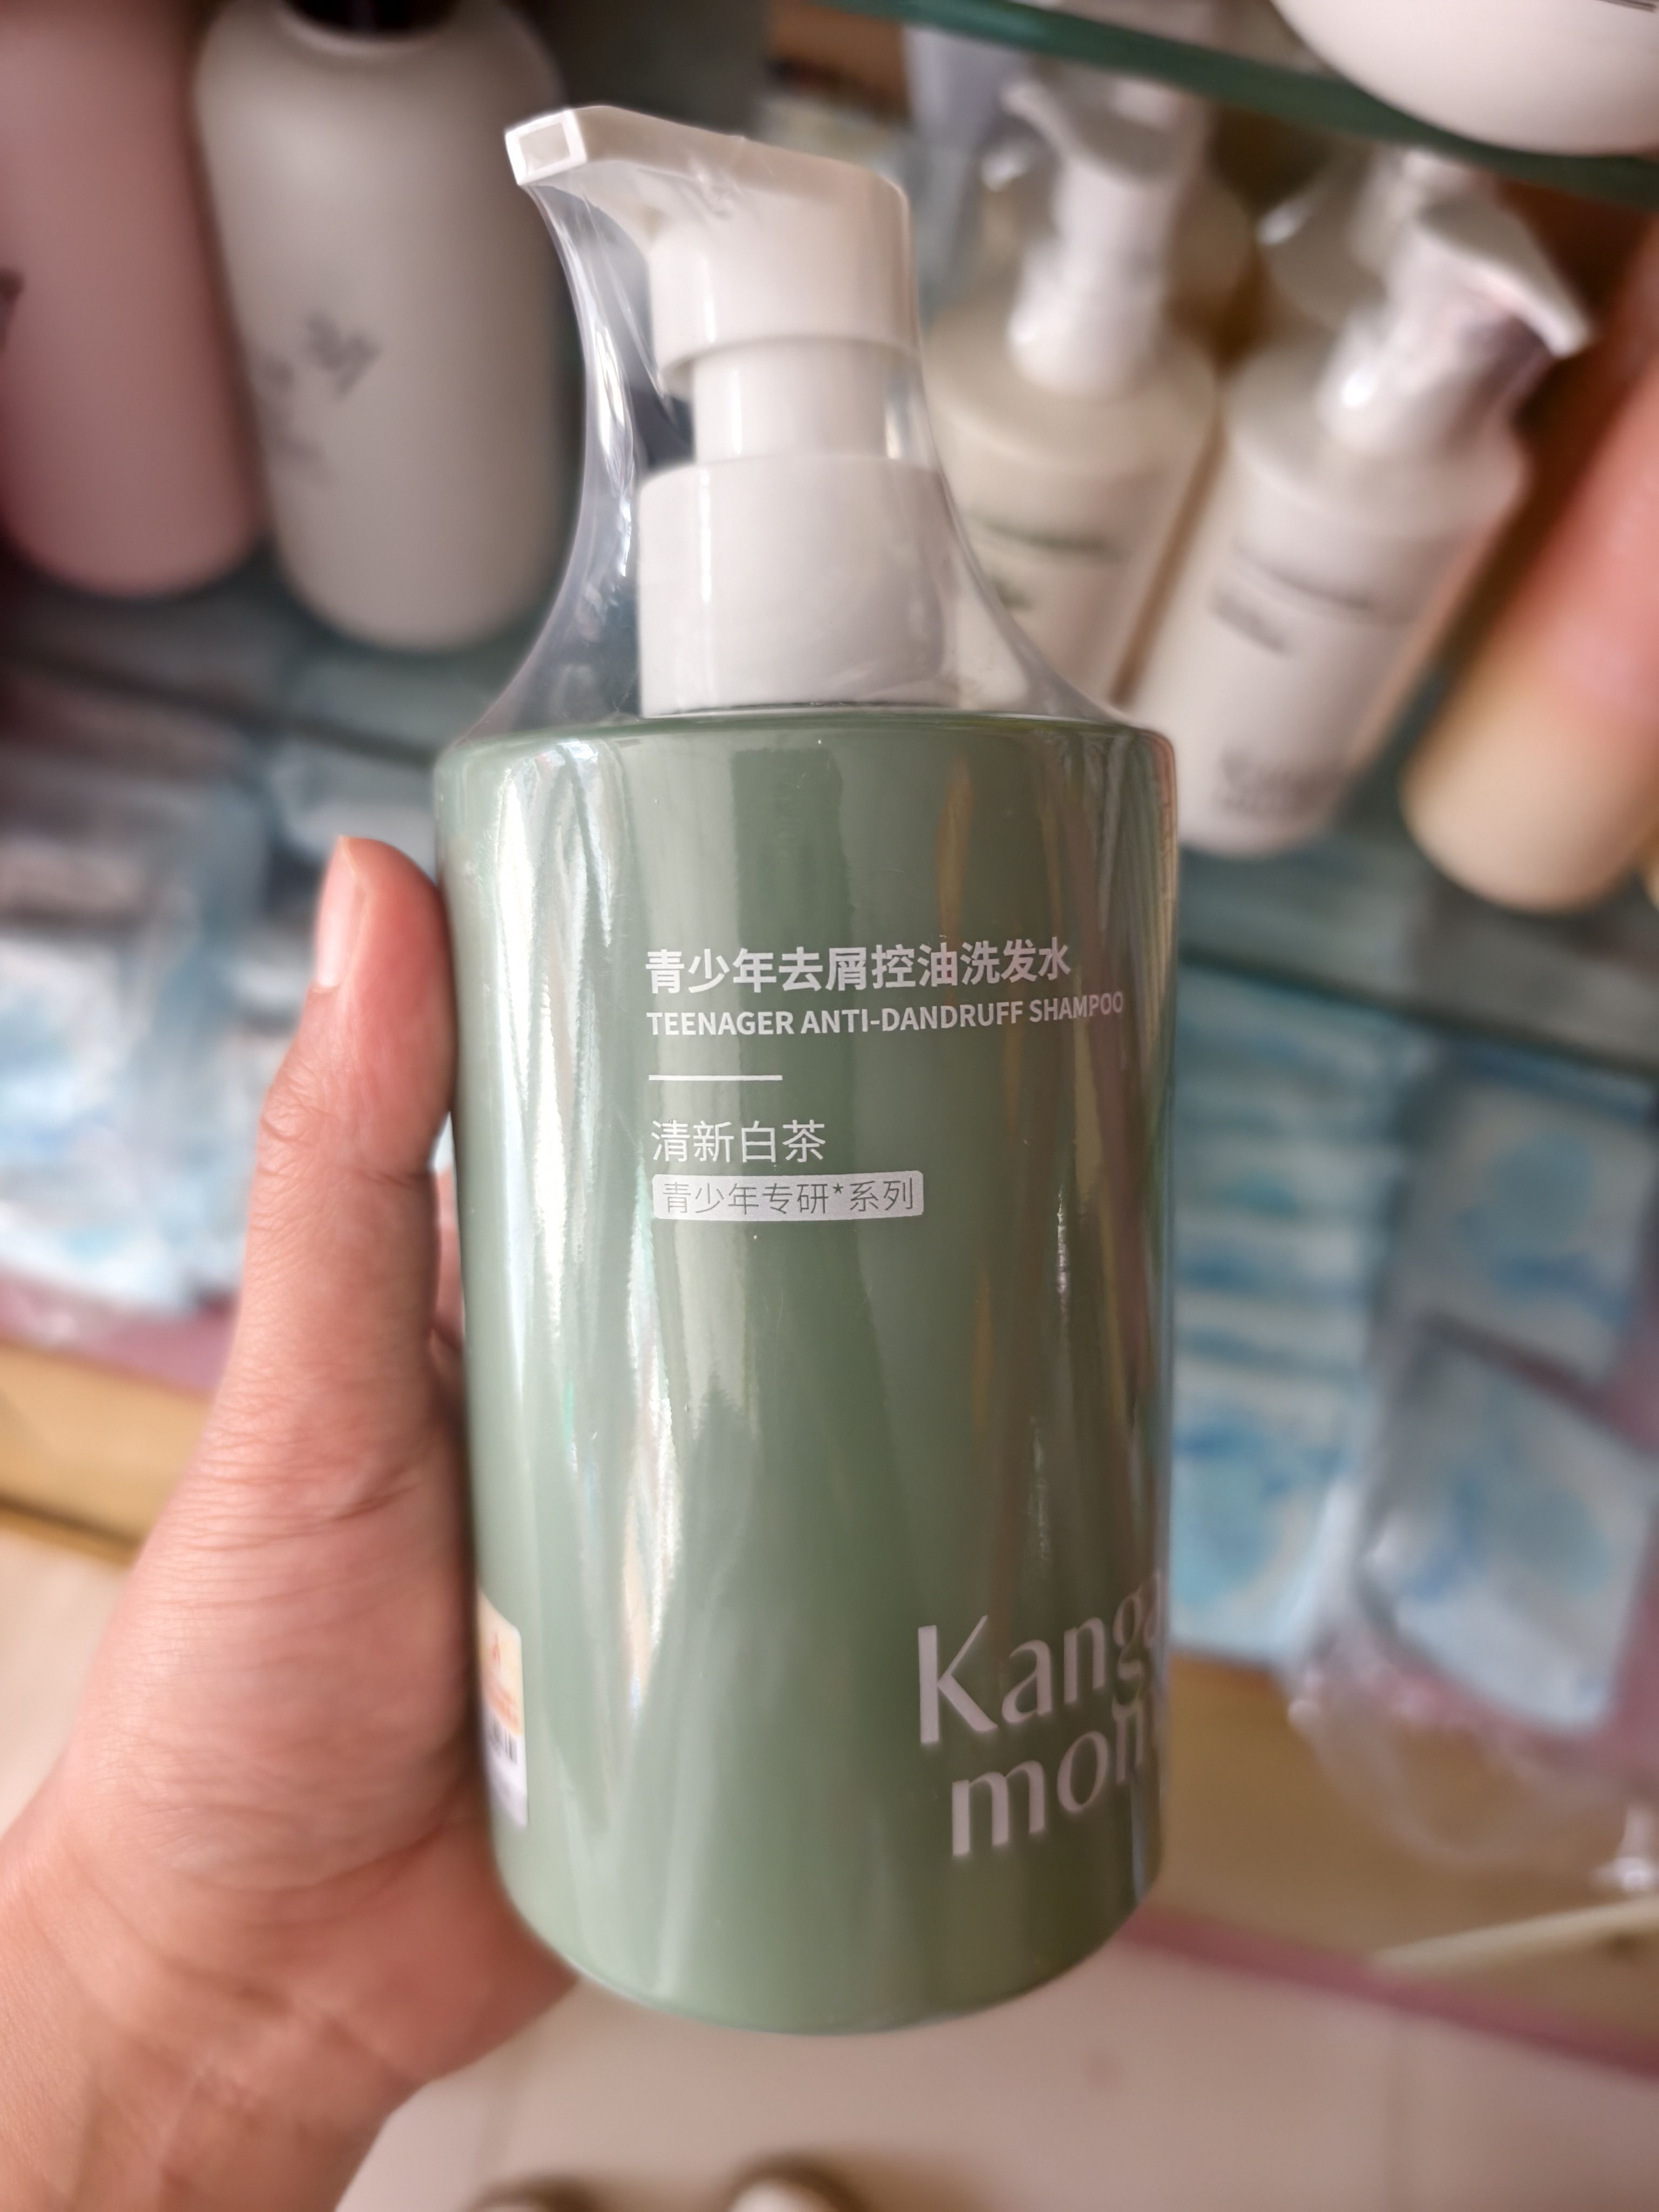 青少年去屑控油洗发水
TEENAGER ANTI-DANDRUFF SHAMPOO
清新白茶
青少年专研*系列